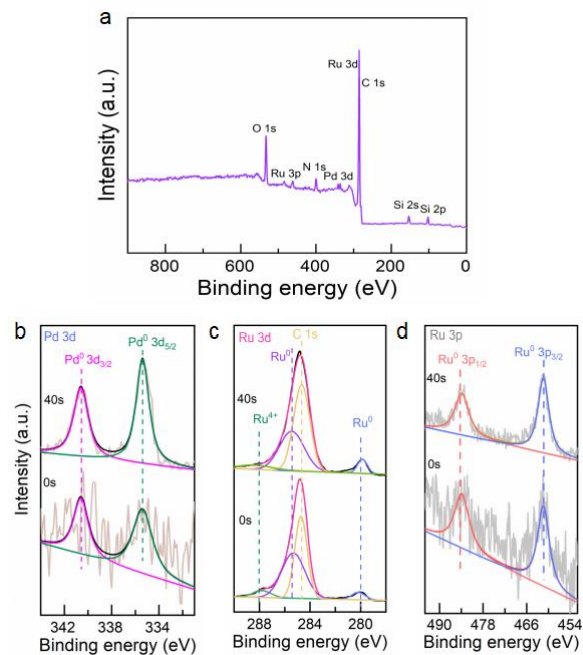 a
Intensity (a.u.)
Ru 3d
C 1s
O 1s
Ru 3p
N 1s
Pd 3d
Si 2s
Si 2p
800 600 400 200 0
Binding energy (eV)
b
Pd 3d
Pd⁰ 3d3/2
Pd⁰ 3d5/2
40s
0s
Intensity (a.u.)
342 338 334
Binding energy (eV)
c
Ru 3d
C 1s
Ru⁰
40s
Ru⁴⁺
Ru⁰
0s
288 284 280
Binding energy (eV)
d
Ru 3p
Ru⁰ 3p1/2
Ru⁰ 3p3/2
40s
0s
490 478 466 454
Binding energy (eV)